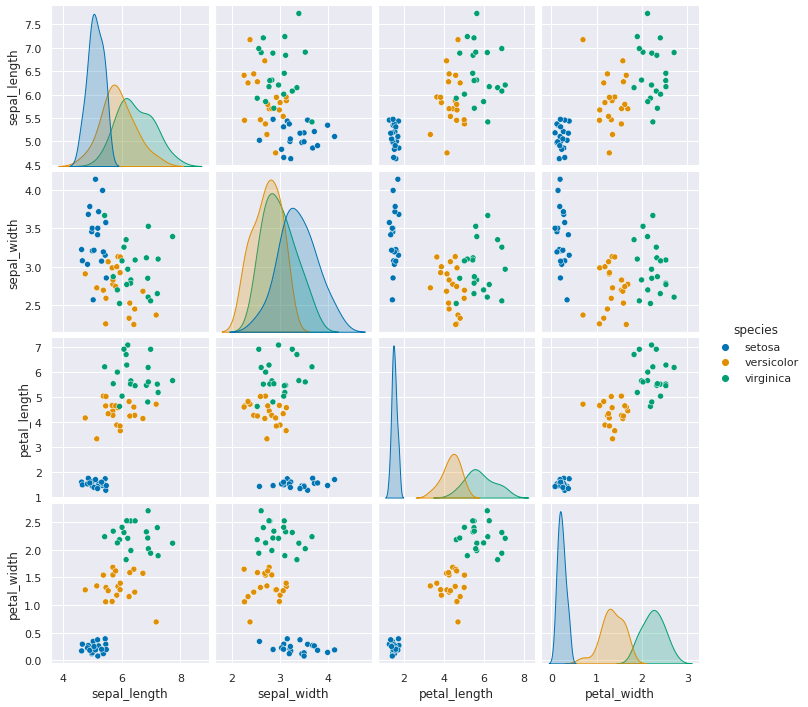 sepal_length
7.5
7.0
6.5
6.0
5.5
5.0
4.5
sepal_width
4.0
3.5
3.0
2.5
species
setosa
versicolor
virginica
petal_length
7
6
5
4
3
2
1
petal_width
2.5
2.0
1.5
1.0
0.5
0.0
4 6 8 2 3 4 2 4 6 8 0 1 2 3
sepal_length sepal_width petal_length petal_width